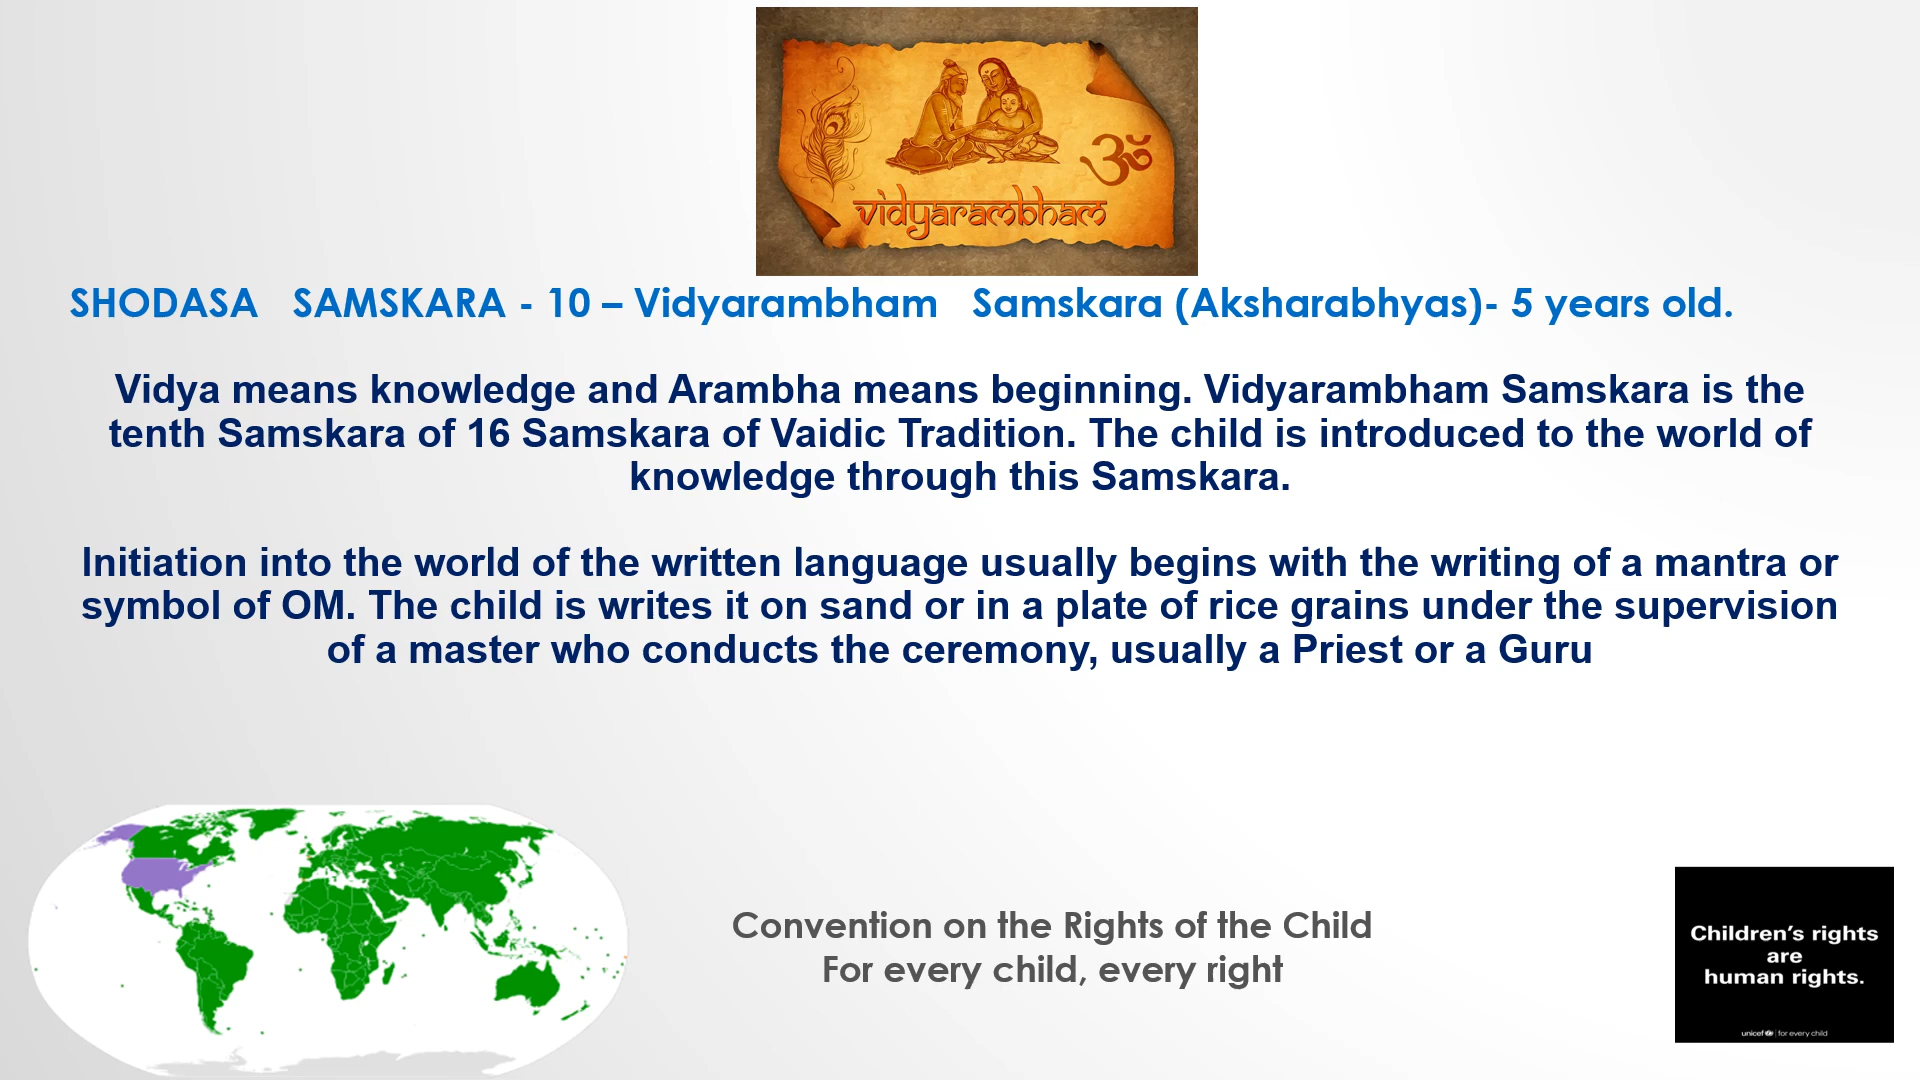 ॐ
vidyarambham
SHODASA SAMSKARA - 10 – Vidyarambham Samskara (Aksharabhyas)- 5 years old.
Vidya means knowledge and Arambha means beginning. Vidyarambham Samskara is the
tenth Samskara of 16 Samskara of Vaidic Tradition. The child is introduced to the world of
knowledge through this Samskara.
Initiation into the world of the written language usually begins with the writing of a mantra or
symbol of OM. The child is writes it on sand or in a plate of rice grains under the supervision
of a master who conducts the ceremony, usually a Priest or a Guru
Convention on the Rights of the Child
For every child, every right
Children’s rights
are
human rights.
unicef | for every child